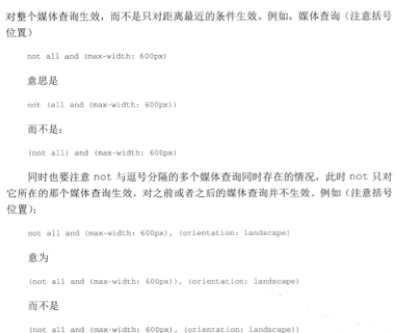 对整个媒体查询生效，而不是只对距离最近的条件生效。例如，媒体查询（注意括号
位置）
not all and (max-width: 600px)
意思是
not (all and (max-width: 600px))
而不是：
(not all) and (max-width: 600px)
同时也要注意 not 与逗号分隔的多个媒体查询同时存在的情况，此时 not 只对
它所在的那个媒体查询生效，对之前或者之后的媒体查询并不生效。例如（注意括号
位置）：
not all and (max-width: 600px), (orientation: landscape)
意为
(not all and (max-width: 600px)), (orientation: landscape)
而不是
(not all and (max-width: 600px), (orientation: landscape))